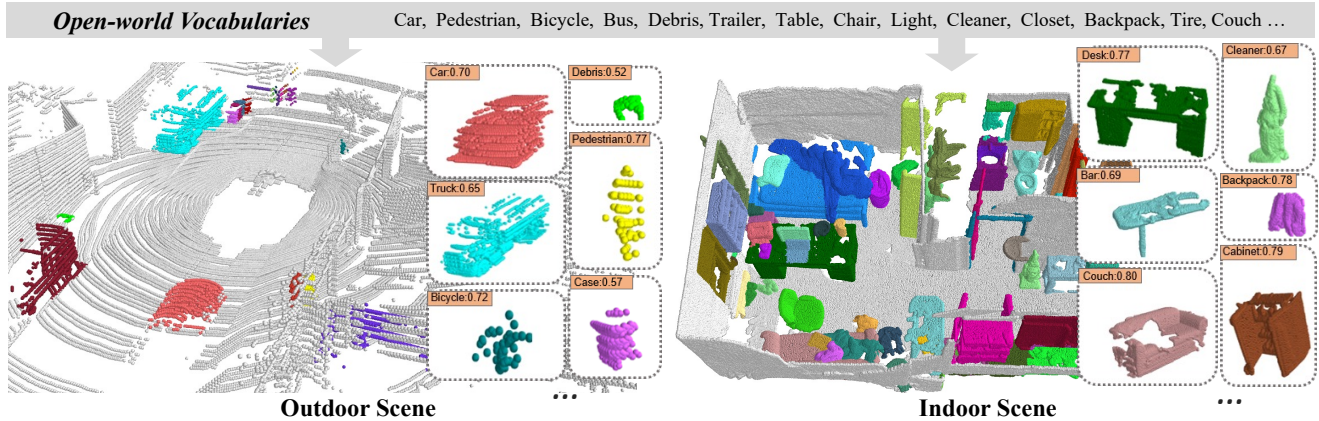 Open-world Vocabularies
Car, Pedestrian, Bicycle, Bus, Debris, Trailer, Table, Chair, Light, Cleaner, Closet, Backpack, Tire, Couch ...
Car:0.70
Debris:0.52
Pedestrian:0.77
Truck:0.65
Bicycle:0.72
Case:0.57
...
Outdoor Scene
Desk:0.77
Cleaner:0.67
Bar:0.69
Backpack:0.78
Couch:0.80
Cabinet:0.79
...
Indoor Scene